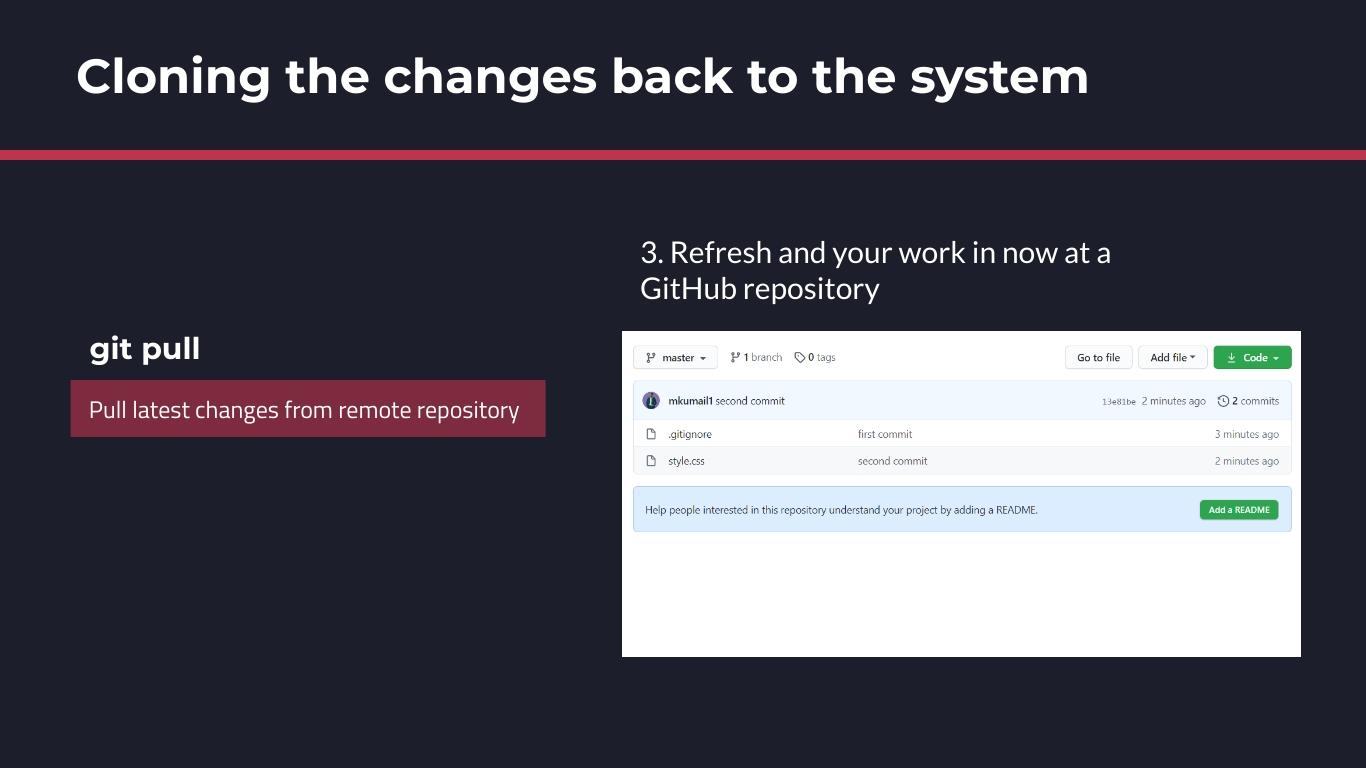 Cloning the changes back to the system
git pull
Pull latest changes from remote repository
3. Refresh and your work in now at a
GitHub repository
master 1 branch 0 tags Go to file Add file Code
mkumail1 second commit 13e81be 2 minutes ago 2 commits
.gitignore first commit 3 minutes ago
style.css second commit 2 minutes ago
Help people interested in this repository understand your project by adding a README. Add a README